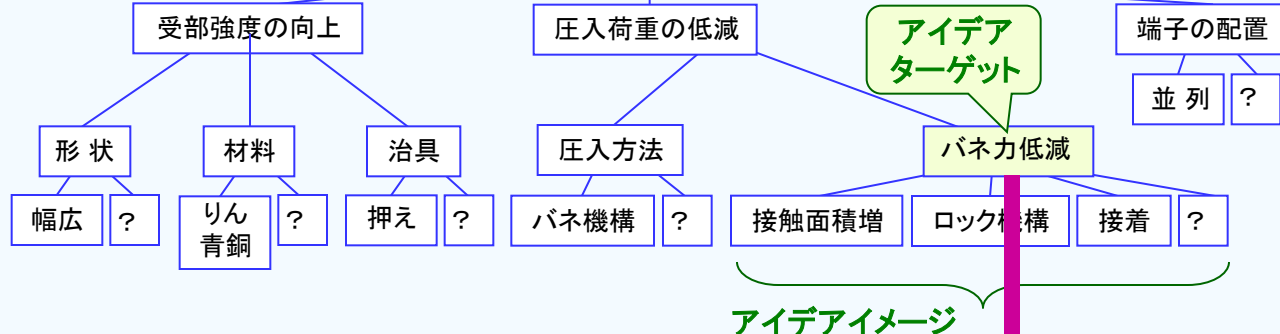 受部強度の向上
圧入荷重の低減
アイデア
ターゲット
端子の配置
並 列
?
形 状
材料
治具
圧入方法
バネ力低減
幅広
?
りん
青銅
?
押え
?
バネ機構
?
接触面積増
ロック機構
接着
?
アイデアイメージ